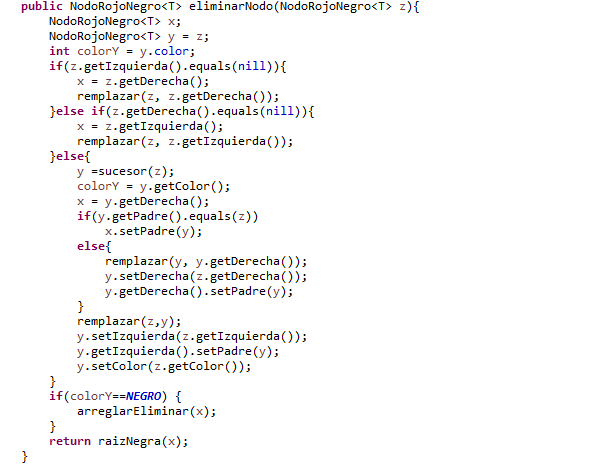 public NodoRojoNegro<T> eliminarNodo(NodoRojoNegro<T> z){
    NodoRojoNegro<T> x;
    NodoRojoNegro<T> y = z;
    int colorY = y.color;
    if(z.getIzquierda().equals(nill)){
        x = z.getDerecha();
        remplazar(z, z.getDerecha());
    }else if(z.getDerecha().equals(nill)){
        x = z.getIzquierda();
        remplazar(z, z.getIzquierda());
    }else{
        y =sucesor(z);
        colorY = y.getColor();
        x = y.getDerecha();
        if(y.getPadre().equals(z))
            x.setPadre(y);
        else{
            remplazar(y, y.getDerecha());
            y.setDerecha(z.getDerecha());
            y.getDerecha().setPadre(y);
        }
        remplazar(z,y);
        y.setIzquierda(z.getIzquierda());
        y.getIzquierda().setPadre(y);
        y.setColor(z.getColor());
    }
    if(colorY==NEGRO) {
        arreglarEliminar(x);
    }
    return raizNegra(x);
}